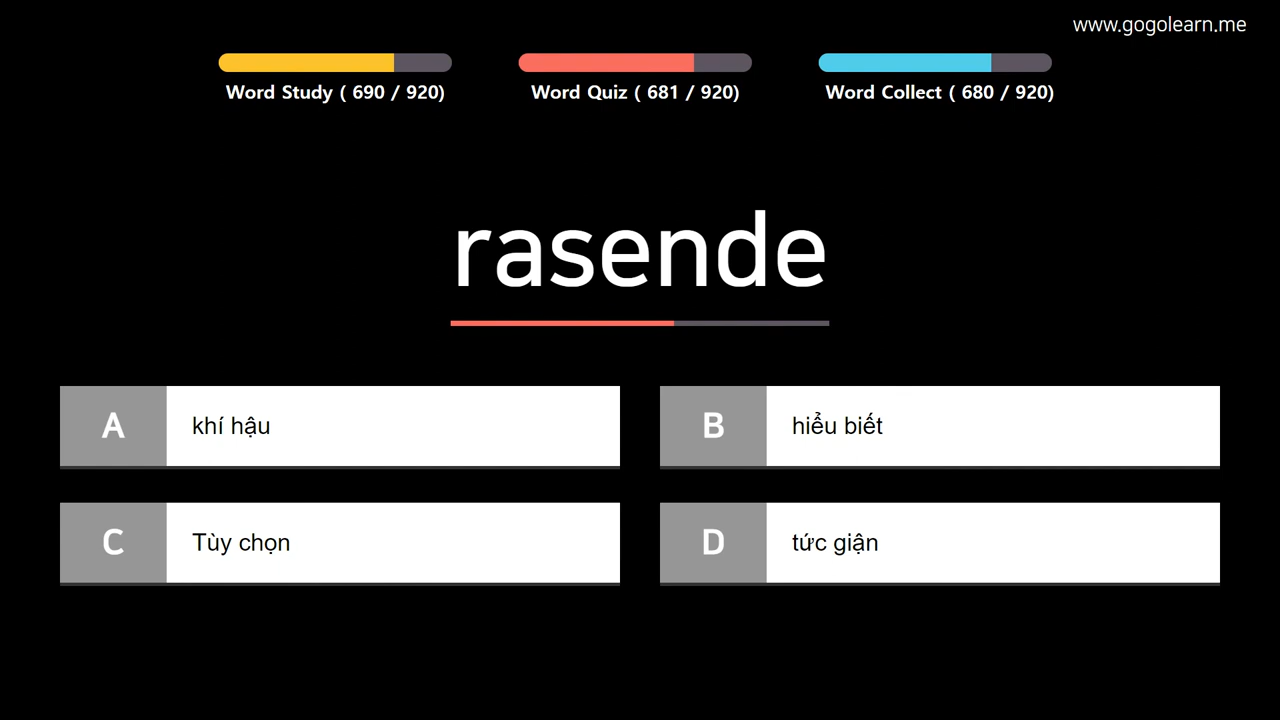 www.gogolearn.me
Word Study ( 690 / 920)
Word Quiz ( 681 / 920)
Word Collect ( 680 / 920)
rasende
A
khí hậu
B
hiểu biết
C
Tùy chọn
D
tức giận